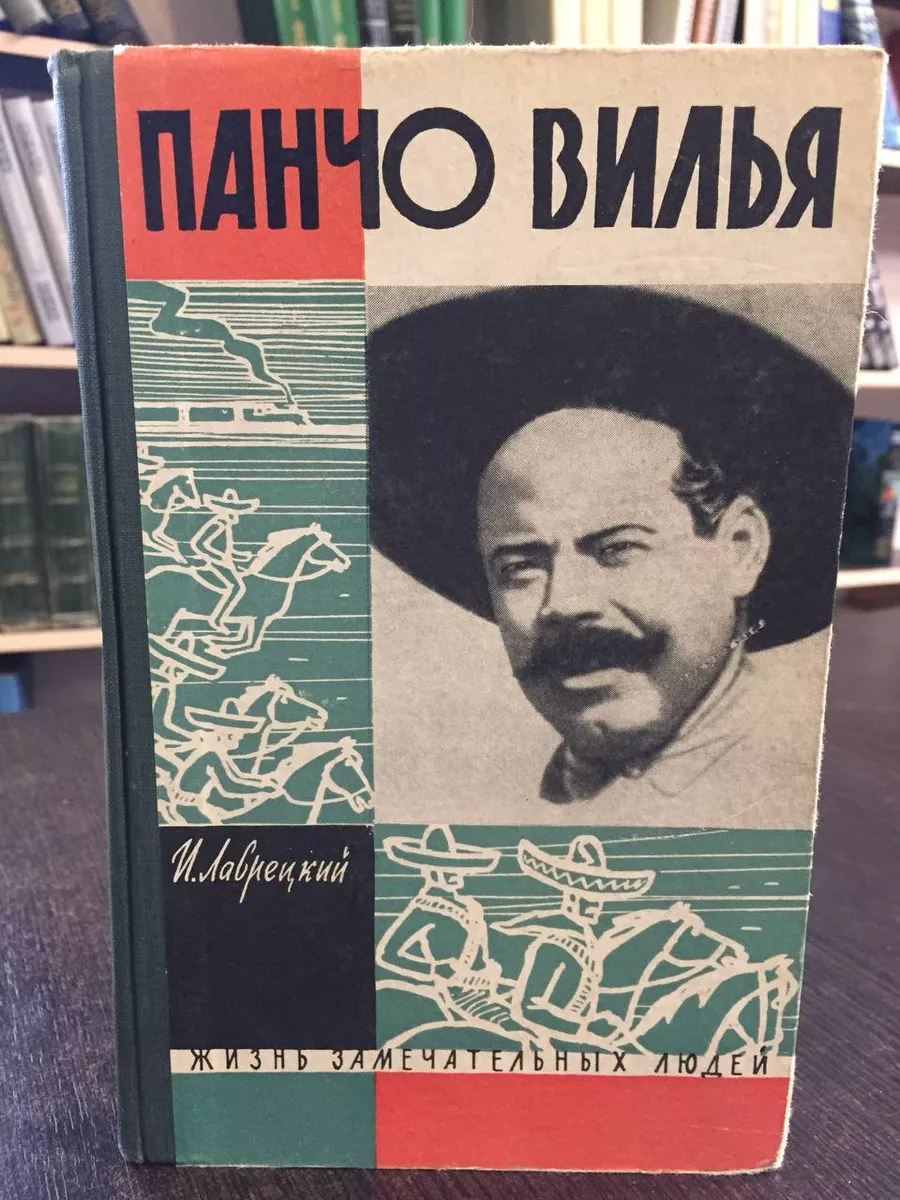 ПАНЧО ВИЛЬЯ
И. Лаврецкий
ЖИЗНЬ ЗАМЕЧАТЕЛЬНЫХ ЛЮДЕЙ